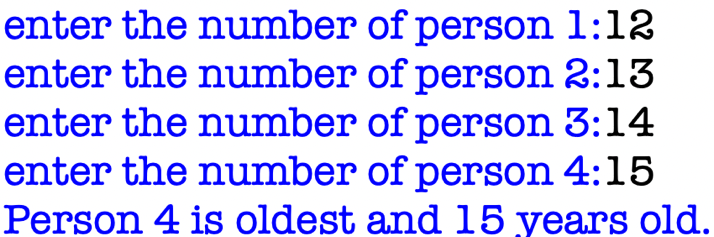 enter the number of person 1:12
enter the number of person 2:13
enter the number of person 3:14
enter the number of person 4:15
Person 4 is oldest and 15 years old.